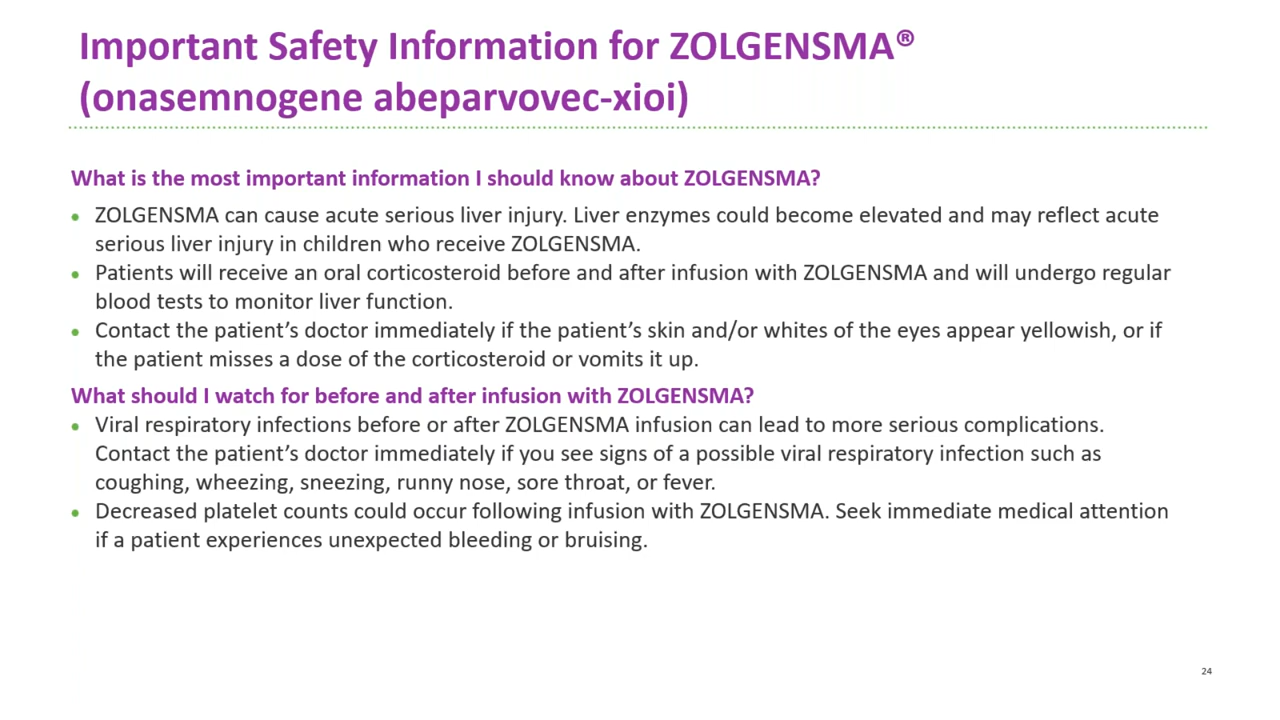 Important Safety Information for ZOLGENSMA®
(onasemnogene abeparvovec-xioi)
What is the most important information I should know about ZOLGENSMA?
• ZOLGENSMA can cause acute serious liver injury. Liver enzymes could become elevated and may reflect acute
serious liver injury in children who receive ZOLGENSMA.
• Patients will receive an oral corticosteroid before and after infusion with ZOLGENSMA and will undergo regular
blood tests to monitor liver function.
• Contact the patient’s doctor immediately if the patient’s skin and/or whites of the eyes appear yellowish, or if
the patient misses a dose of the corticosteroid or vomits it up.
What should I watch for before and after infusion with ZOLGENSMA?
• Viral respiratory infections before or after ZOLGENSMA infusion can lead to more serious complications.
Contact the patient’s doctor immediately if you see signs of a possible viral respiratory infection such as
coughing, wheezing, sneezing, runny nose, sore throat, or fever.
• Decreased platelet counts could occur following infusion with ZOLGENSMA. Seek immediate medical attention
if a patient experiences unexpected bleeding or bruising.
24